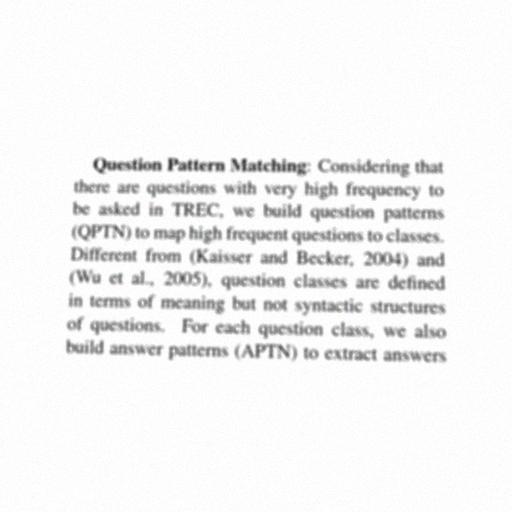 Question Pattern Matching: Considering that
there are questions with very high frequency to
be asked in TREC, we build question patterns
(QPTN) to map high frequent questions to classes.
Different from (Kaisser and Becker, 2004) and
(Wu et al., 2005), question classes are defined
in terms of meaning but not syntactic structures
of questions. For each question class, we also
build answer patterns (APTN) to extract answers